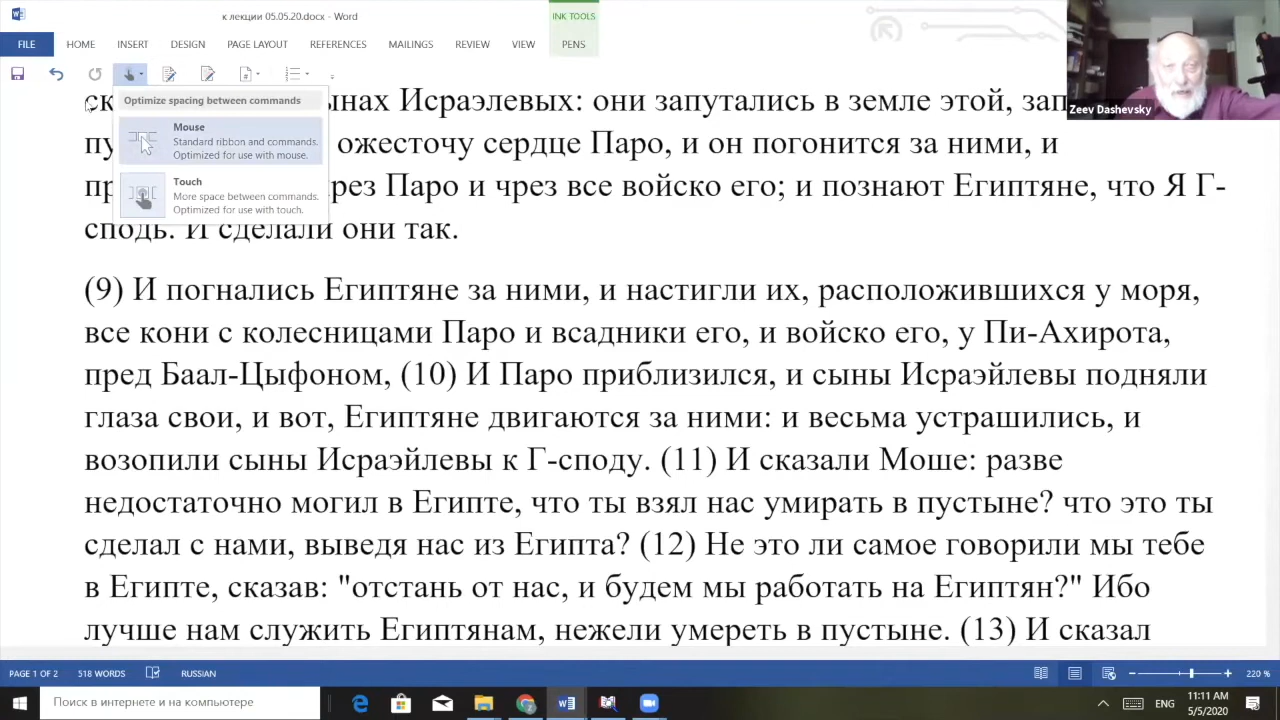 к лекции 05.05.20.docx - Word
INK TOOLS
FILE HOME INSERT DESIGN PAGE LAYOUT REFERENCES MAILINGS REVIEW VIEW PENS
Optimize spacing between commands
Mouse
Standard ribbon and commands.
Optimized for use with mouse.
Touch
More space between commands.
Optimized for use with touch.
Zeev Dashevsky
ск ынах Исраэлевых: они запутались в земле этой, зап
пу ожесточу сердце Паро, и он погонится за ними, и
пр рез Паро и чрез все войско его; и познают Египтяне, что Я Г-
сподь. И сделали они так.
(9) И погнались Египтяне за ними, и настигли их, расположившихся у моря,
все кони с колесницами Паро и всадники его, и войско его, у Пи-Ахирота,
пред Баал-Цыфоном, (10) И Паро приблизился, и сыны Исраэйлевы подняли
глаза свои, и вот, Египтяне двигаются за ними: и весьма устрашились, и
возопили сыны Исраэйлевы к Г-споду. (11) И сказали Моше: разве
недостаточно могил в Египте, что ты взял нас умирать в пустыне? что это ты
сделал с нами, выведя нас из Египта? (12) Не это ли самое говорили мы тебе
в Египте, сказав: "отстань от нас, и будем мы работать на Египтян?" Ибо
лучше нам служить Египтянам, нежели умереть в пустыне. (13) И сказал
PAGE 1 OF 2 518 WORDS RUSSIAN 220 %
Поиск в интернете и на компьютере
ENG
11:11 AM
5/5/2020